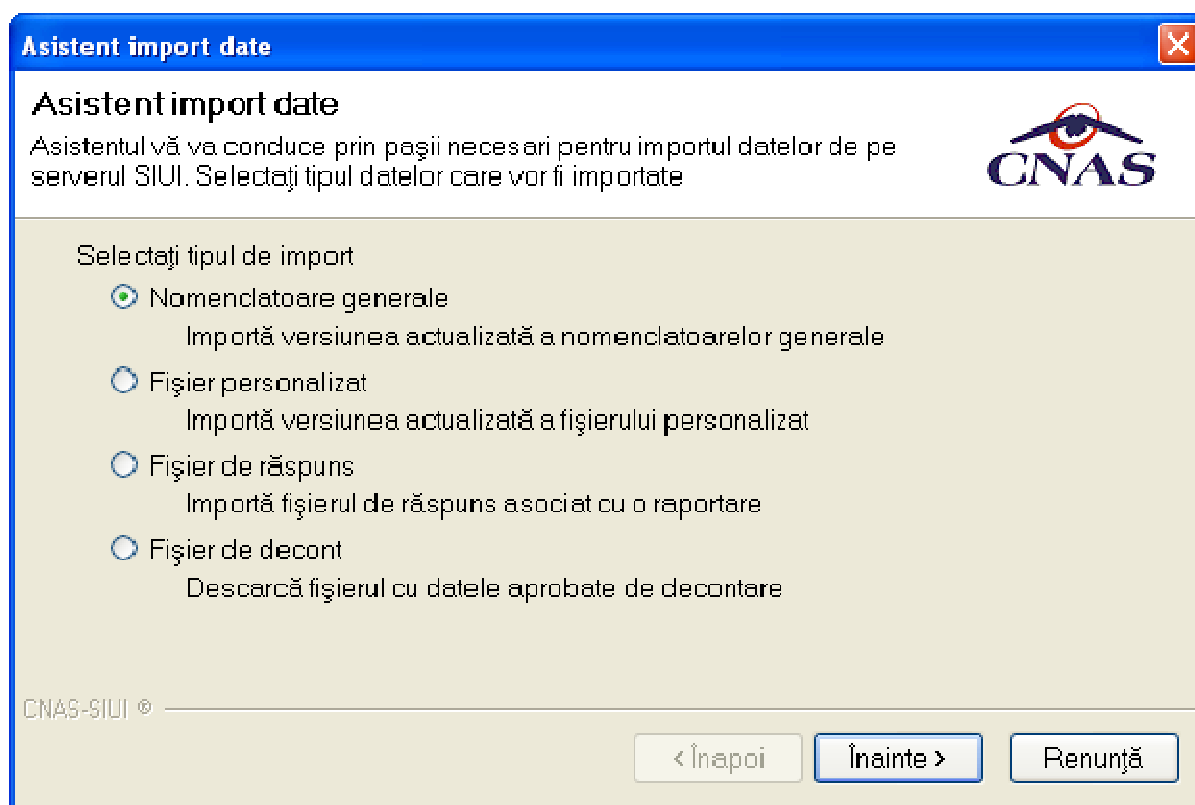 Asistent import date
Asistent import date
Asistentul vă va conduce prin paşii necesari pentru importul datelor de pe
serverul SIUI. Selectaţi tipul datelor care vor fi importate
CNAS
Selectaţi tipul de import
Nomenclatoare generale
Importă versiunea actualizată a nomenclatoarelor generale
Fişier personalizat
Importă versiunea actualizată a fişierului personalizat
Fişier de răspuns
Importă fişierul de răspuns asociat cu o raportare
Fişier de decont
Descarcă fişierul cu datele aprobate de decontare
CNAS-SIUI ®
< Înapoi
Înainte >
Renunţă